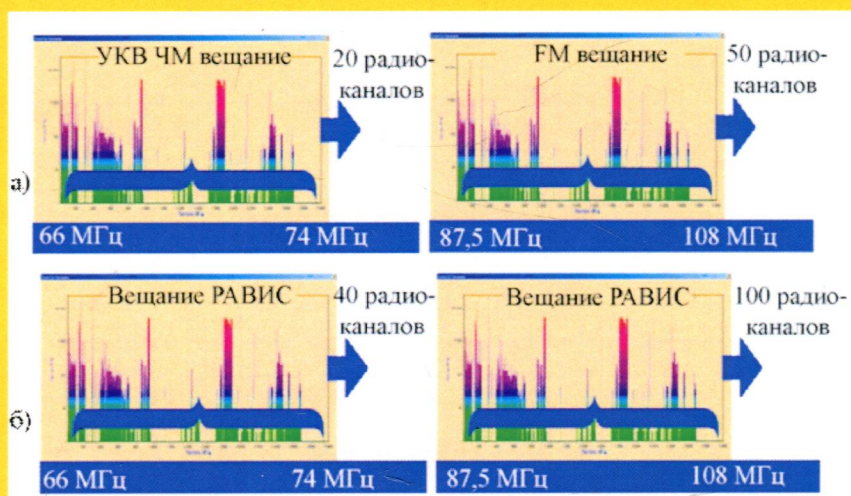 УКВ ЧМ вещание
20 радио-
каналов
FM вещание
50 радио-
каналов
а)
66 МГц
74 МГц
87,5 МГц
108 МГц
Вещание РАВИС
40 радио-
каналов
Вещание РАВИС
100 радио-
каналов
б)
66 МГц
74 МГц
87,5 МГц
108 МГц